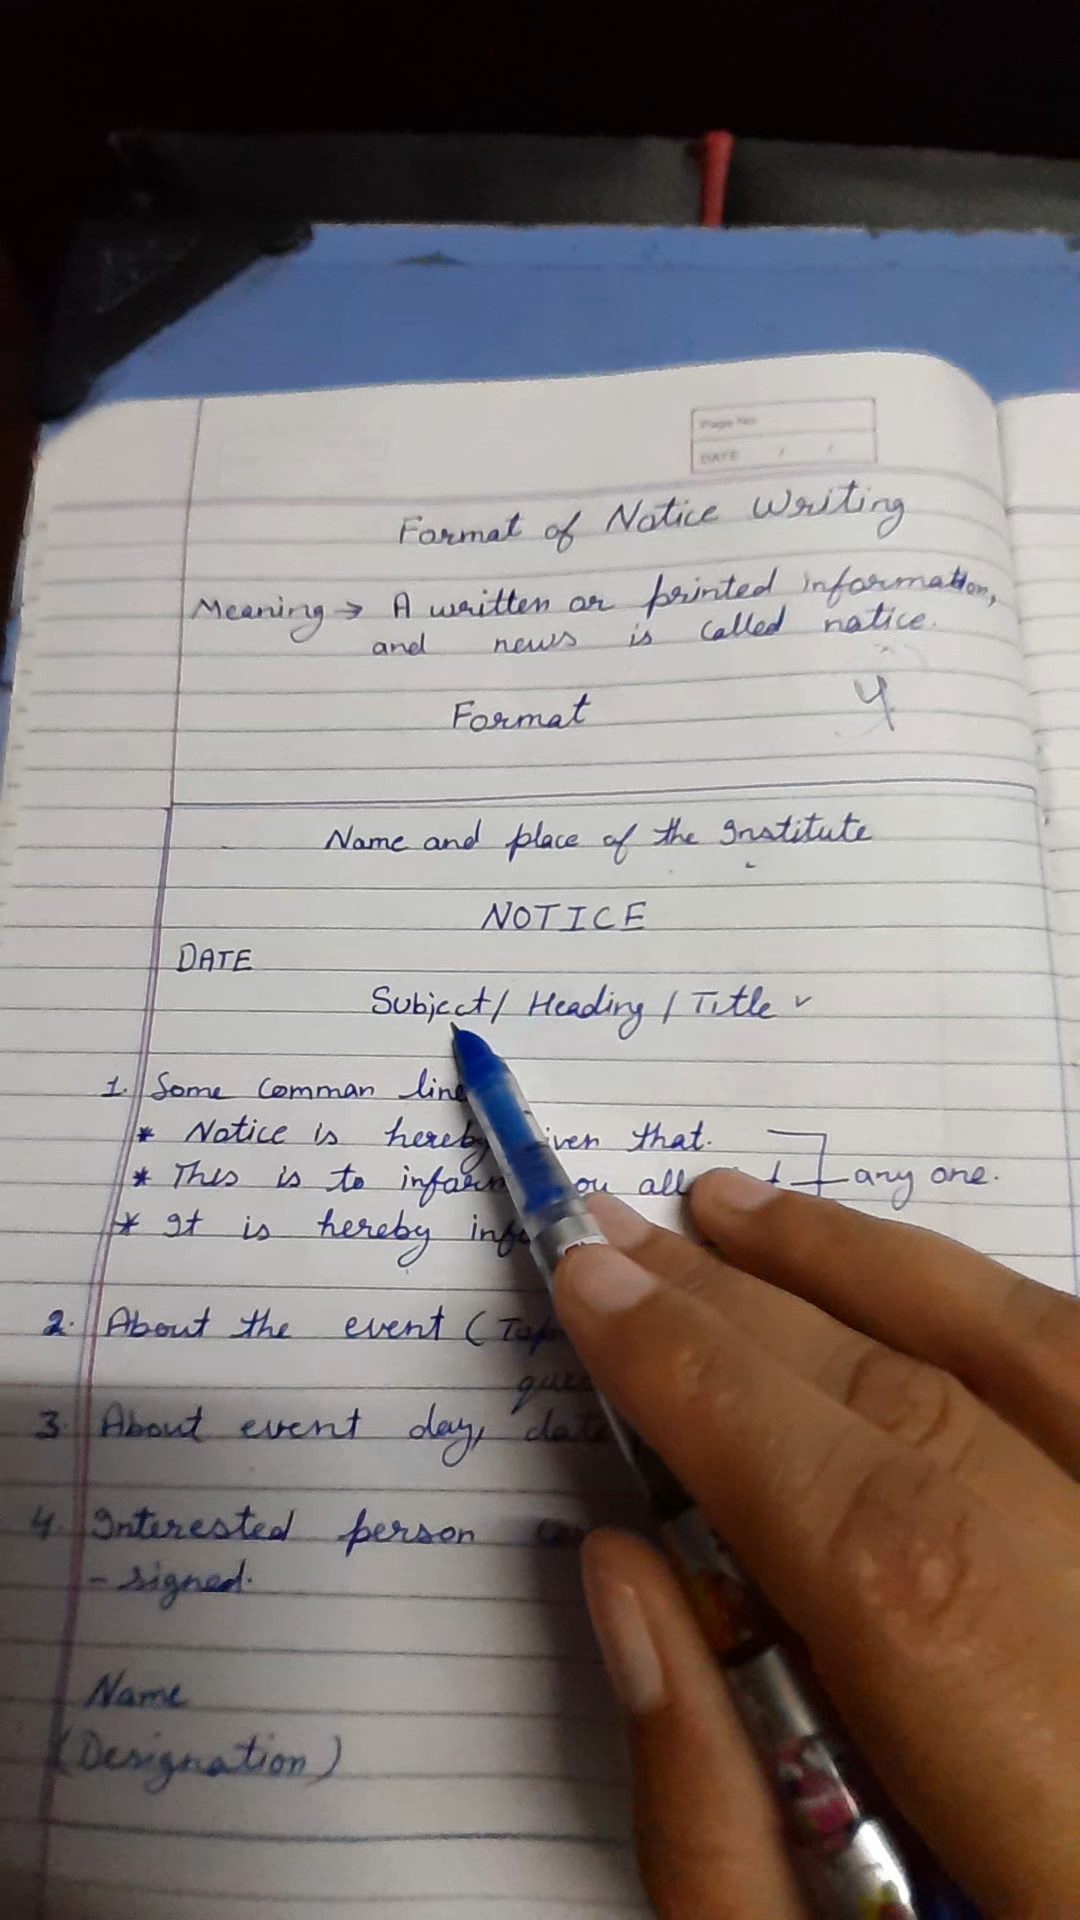 Page No
DATE / /
Format of Notice Writing
Meaning → A written or printed information,
and news is called notice.
Format
Name and place of the Institute
NOTICE
DATE
Subject / Heading / Title ✓
1. Some comman line
* Notice is hereby given that.
* This is to inform you all any one.
* It is hereby
2. About the event (
3. About event day, date
4. Interested person
- signed.
Name
(Designation)